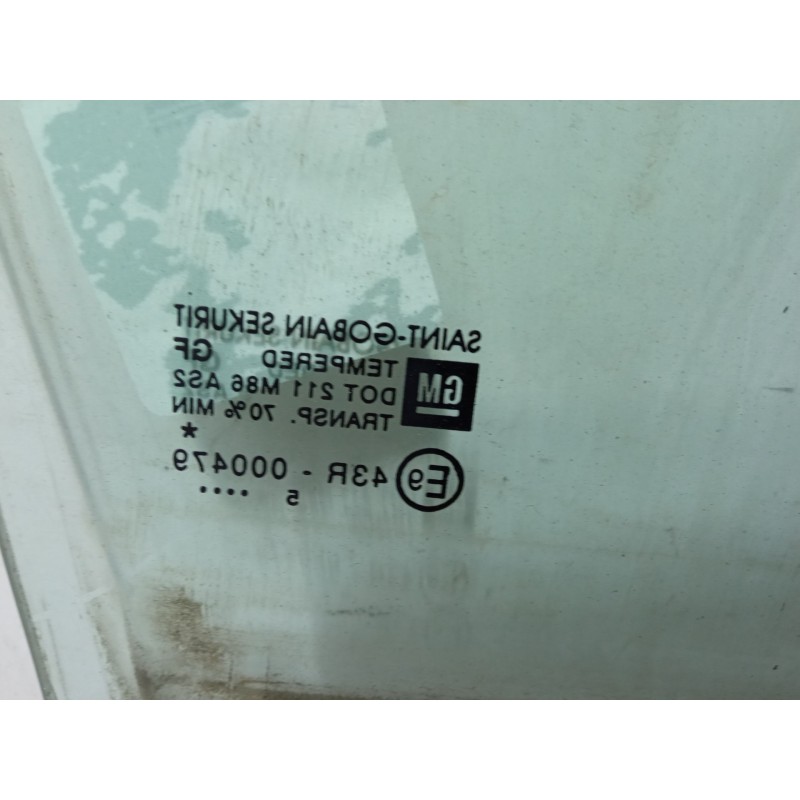 SAINT-GOBAIN SEKURIT
GM
TEMPERED GF
DOT 211 M86 AS2
TRANSP. 70% MIN
*
E9 43R - 000479
5 ....